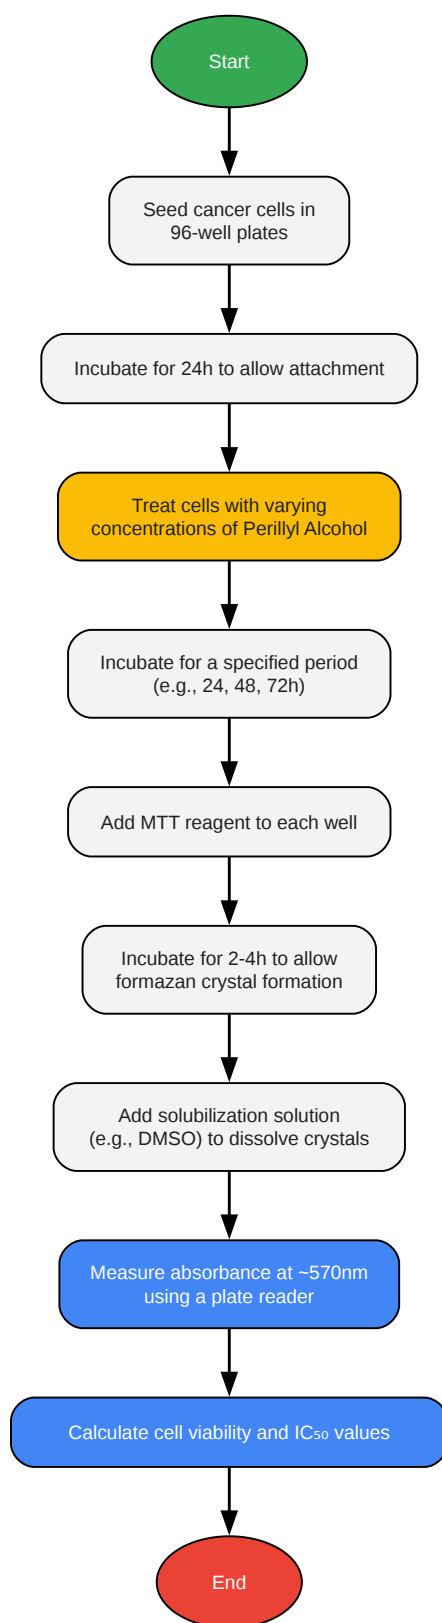 Start
Seed cancer cells in
96-well plates
Incubate for 24h to allow attachment
Treat cells with varying
concentrations of Perillyl Alcohol
Incubate for a specified period
(e.g., 24, 48, 72h)
Add MTT reagent to each well
Incubate for 2-4h to allow
formazan crystal formation
Add solubilization solution
(e.g., DMSO) to dissolve crystals
Measure absorbance at ~570nm
using a plate reader
Calculate cell viability and IC₅₀ values
End